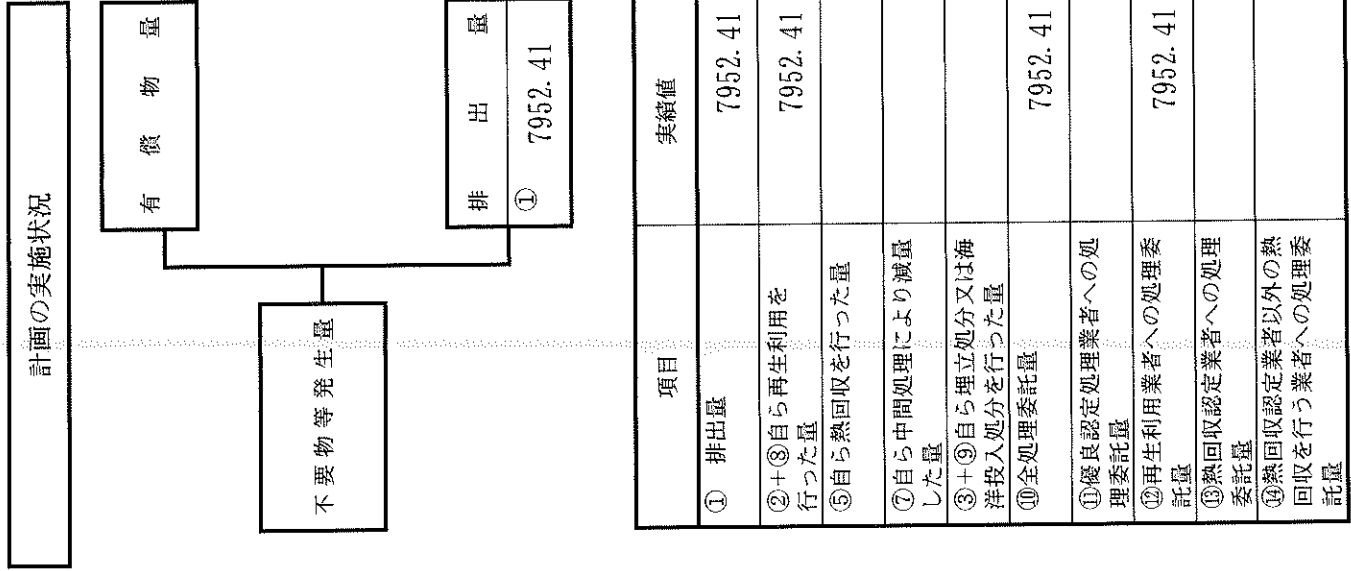 計画の実施状況
有償物量
不要物等発生量
排出量
① 7952.41
項目 実績値
① 排出量 7952.41
②+⑧自ら再生利用を
行った量 7952.41
⑤自ら熱回収を行った量
⑦自ら中間処理により減量
した量
③+⑨自ら埋立処分又は海
洋投入処分を行った量
⑩全処理委託量 7952.41
⑪優良認定処理業者への処
理委託量
⑫再生利用業者への処理委
託量 7952.41
⑬熱回収認定業者への処理
委託量
⑭熱回収認定業者以外の熱
回収を行う業者への処理委
託量